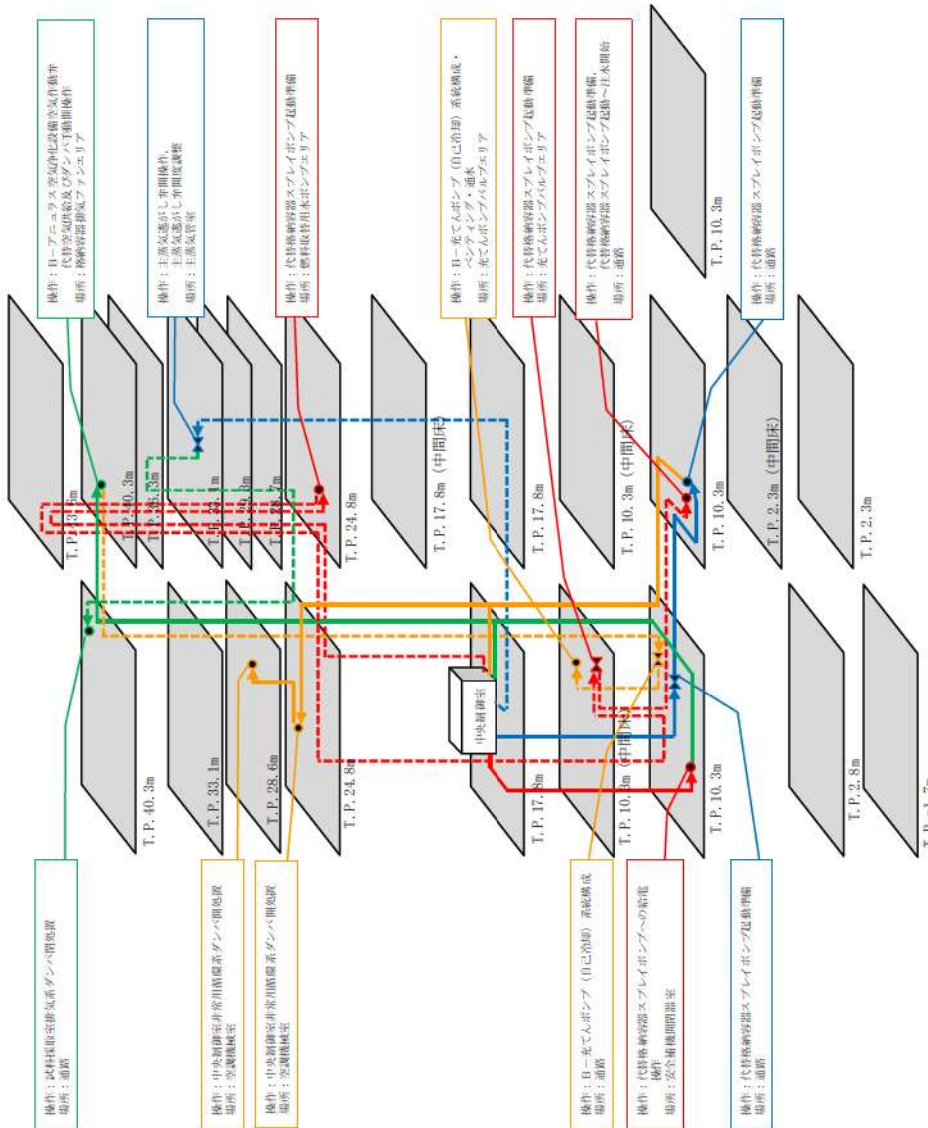 操作：B－アニュラス空気浄化設備空気作動弁
代替空気供給及びダンパ手動開操作
場所：格納容器排気ファンエリア
操作：主蒸気逃がし弁開操作,
主蒸気逃がし弁開度調整
場所：主蒸気管室
操作：代替格納容器スプレイポンプ起動準備
場所：燃料取替用水ポンプエリア
操作：B－充てんポンプ（自己冷却）系統構成・
ベンティング・通水
場所：充てんポンプバルブエリア
操作：代替格納容器スプレイポンプ起動準備
場所：充てんポンプバルブエリア
操作：代替格納容器スプレイポンプ起動準備,
代替格納容器スプレイポンプ起動～注水開始
場所：通路
操作：代替格納容器スプレイポンプ起動準備
場所：通路
T.P. 40.3m
T.P. 33.1m
T.P. 24.8m
T.P. 17.8m（中間床）
T.P. 17.8m
T.P. 10.3m（中間床）
T.P. 10.3m
T.P. 2.3m（中間床）
T.P. 2.3m
T.P. 10.3m
中央制御室
T.P. 40.3m
T.P. 33.1m
T.P. 28.6m
T.P. 24.8m
T.P. 17.8m
T.P. 10.3m（中間床）
T.P. 10.3m
T.P. 2.8m
操作：試料採取室排気系ダンパ閉処置
場所：通路
操作：中央制御室非常用循環系ダンパ開処置
場所：空調機械室
操作：中央制御室非常用循環系ダンパ開処置
場所：空調機械室
操作：B－充てんポンプ（自己冷却）系統構成
場所：通路
操作：代替格納容器スプレイポンプへの給電
操作
場所：安全補機開閉器室
操作：代替格納容器スプレイポンプ起動準備
場所：通路